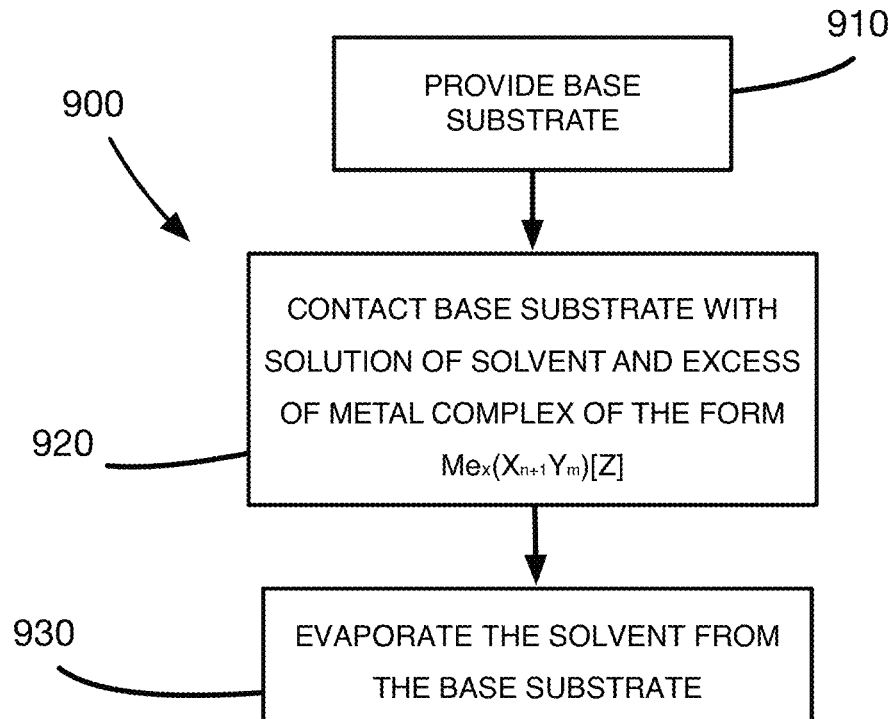 910
PROVIDE BASE
SUBSTRATE
900
CONTACT BASE SUBSTRATE WITH
SOLUTION OF SOLVENT AND EXCESS
OF METAL COMPLEX OF THE FORM
Meₓ(Xₙ₊₁Yₘ)[Z]
920
930
EVAPORATE THE SOLVENT FROM
THE BASE SUBSTRATE